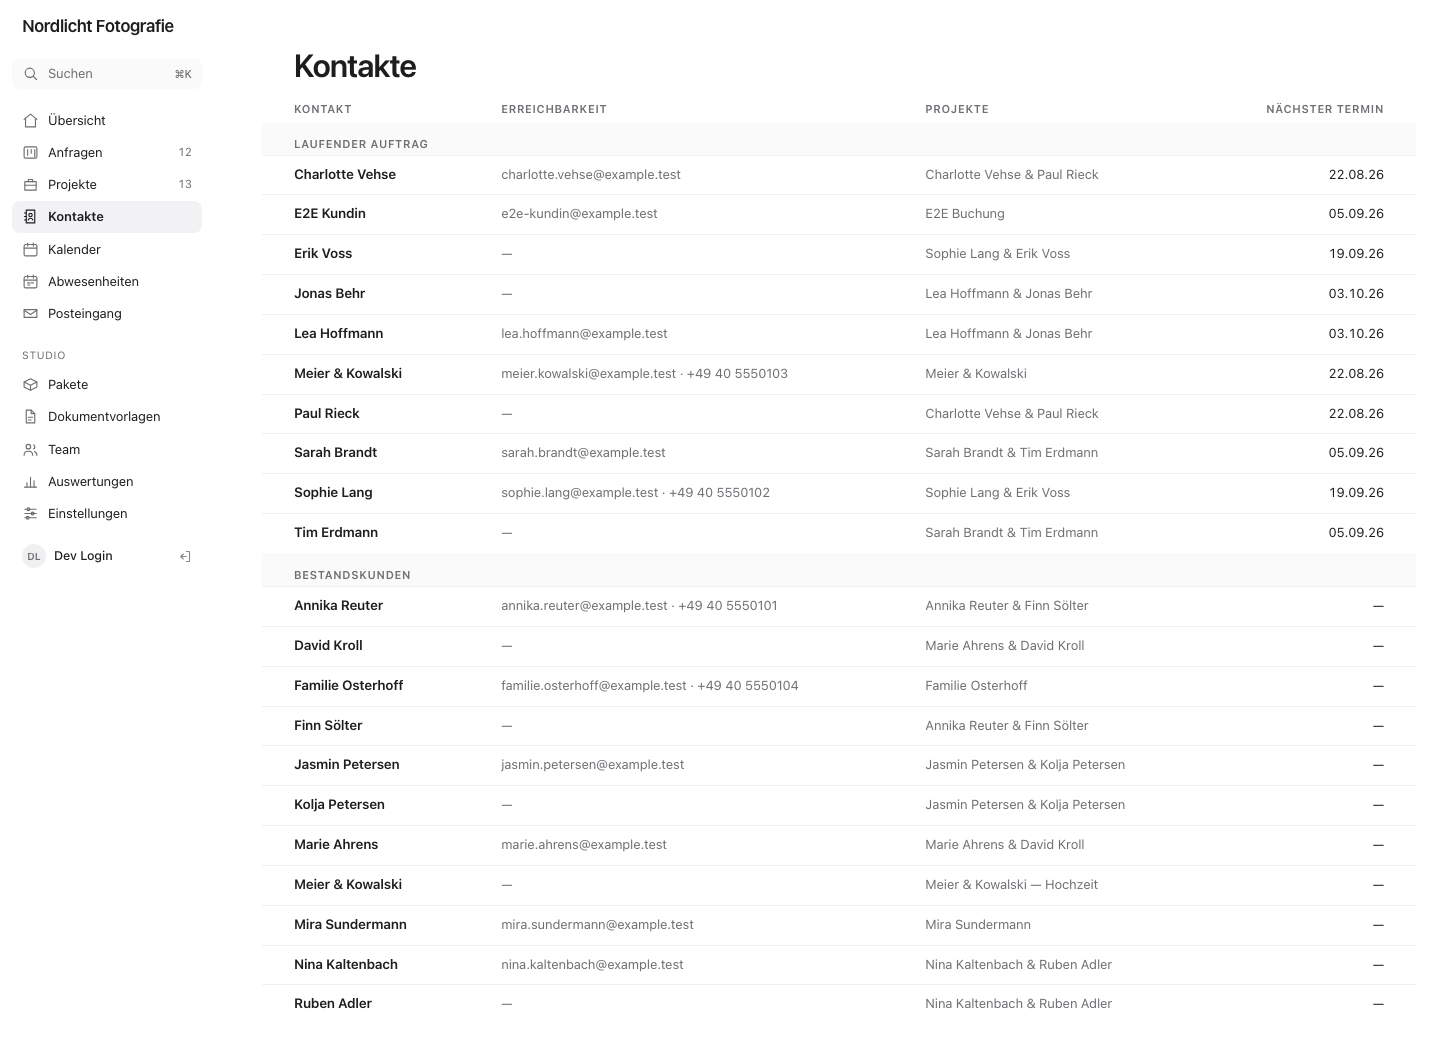 Nordlicht Fotografie
Suchen ⌘K
Übersicht
Anfragen 12
Projekte 13
Kontakte
Kalender
Abwesenheiten
Posteingang
STUDIO
Pakete
Dokumentvorlagen
Team
Auswertungen
Einstellungen
DL Dev Login
Kontakte
KONTAKT ERREICHBARKEIT PROJEKTE NÄCHSTER TERMIN
LAUFENDER AUFTRAG
Charlotte Vehse charlotte.vehse@example.test Charlotte Vehse & Paul Rieck 22.08.26
E2E Kundin e2e-kundin@example.test E2E Buchung 05.09.26
Erik Voss — Sophie Lang & Erik Voss 19.09.26
Jonas Behr — Lea Hoffmann & Jonas Behr 03.10.26
Lea Hoffmann lea.hoffmann@example.test Lea Hoffmann & Jonas Behr 03.10.26
Meier & Kowalski meier.kowalski@example.test · +49 40 5550103 Meier & Kowalski 22.08.26
Paul Rieck — Charlotte Vehse & Paul Rieck 22.08.26
Sarah Brandt sarah.brandt@example.test Sarah Brandt & Tim Erdmann 05.09.26
Sophie Lang sophie.lang@example.test · +49 40 5550102 Sophie Lang & Erik Voss 19.09.26
Tim Erdmann — Sarah Brandt & Tim Erdmann 05.09.26
BESTANDSKUNDEN
Annika Reuter annika.reuter@example.test · +49 40 5550101 Annika Reuter & Finn Sölter —
David Kroll — Marie Ahrens & David Kroll —
Familie Osterhoff familie.osterhoff@example.test · +49 40 5550104 Familie Osterhoff —
Finn Sölter — Annika Reuter & Finn Sölter —
Jasmin Petersen jasmin.petersen@example.test Jasmin Petersen & Kolja Petersen —
Kolja Petersen — Jasmin Petersen & Kolja Petersen —
Marie Ahrens marie.ahrens@example.test Marie Ahrens & David Kroll —
Meier & Kowalski — Meier & Kowalski — Hochzeit —
Mira Sundermann mira.sundermann@example.test Mira Sundermann —
Nina Kaltenbach nina.kaltenbach@example.test Nina Kaltenbach & Ruben Adler —
Ruben Adler — Nina Kaltenbach & Ruben Adler —